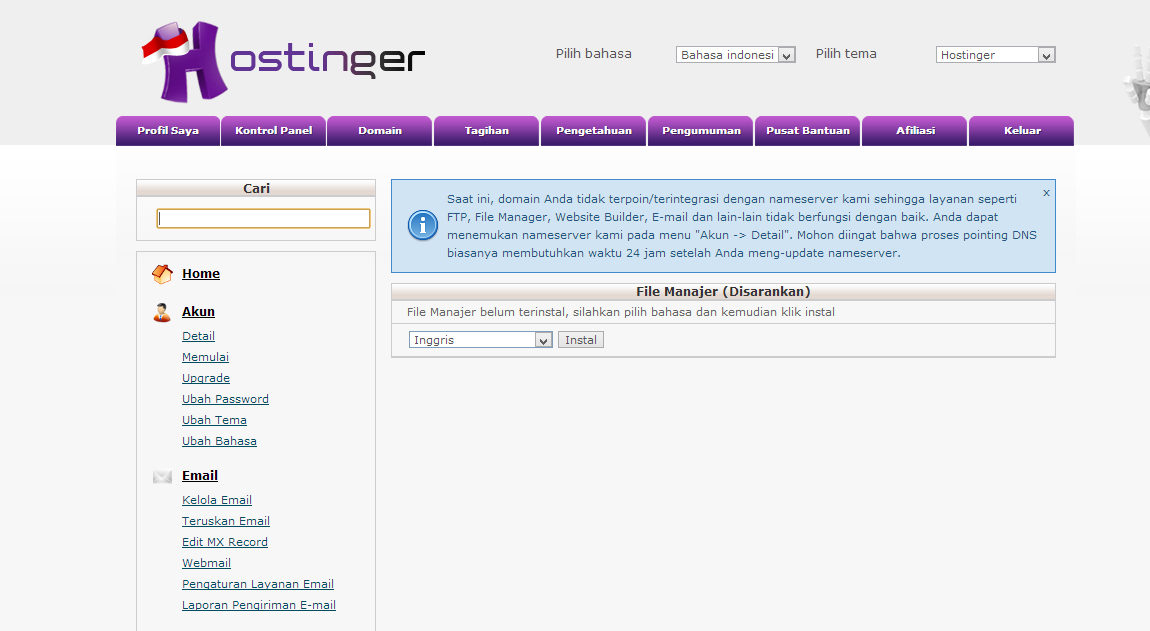 Hostinger
Pilih bahasa
Bahasa indonesi
Pilih tema
Hostinger
Profil Saya
Kontrol Panel
Domain
Tagihan
Pengetahuan
Pengumuman
Pusat Bantuan
Afiliasi
Keluar
Cari
Home
Akun
Detail
Memulai
Upgrade
Ubah Password
Ubah Tema
Ubah Bahasa
Email
Kelola Email
Teruskan Email
Edit MX Record
Webmail
Pengaturan Layanan Email
Laporan Pengiriman E-mail
x
Saat ini, domain Anda tidak terpoin/terintegrasi dengan nameserver kami sehingga layanan seperti
FTP, File Manager, Website Builder, E-mail dan lain-lain tidak berfungsi dengan baik. Anda dapat
menemukan nameserver kami pada menu "Akun -> Detail". Mohon diingat bahwa proses pointing DNS
biasanya membutuhkan waktu 24 jam setelah Anda meng-update nameserver.
File Manajer (Disarankan)
File Manajer belum terinstal, silahkan pilih bahasa dan kemudian klik instal
Inggris
Instal